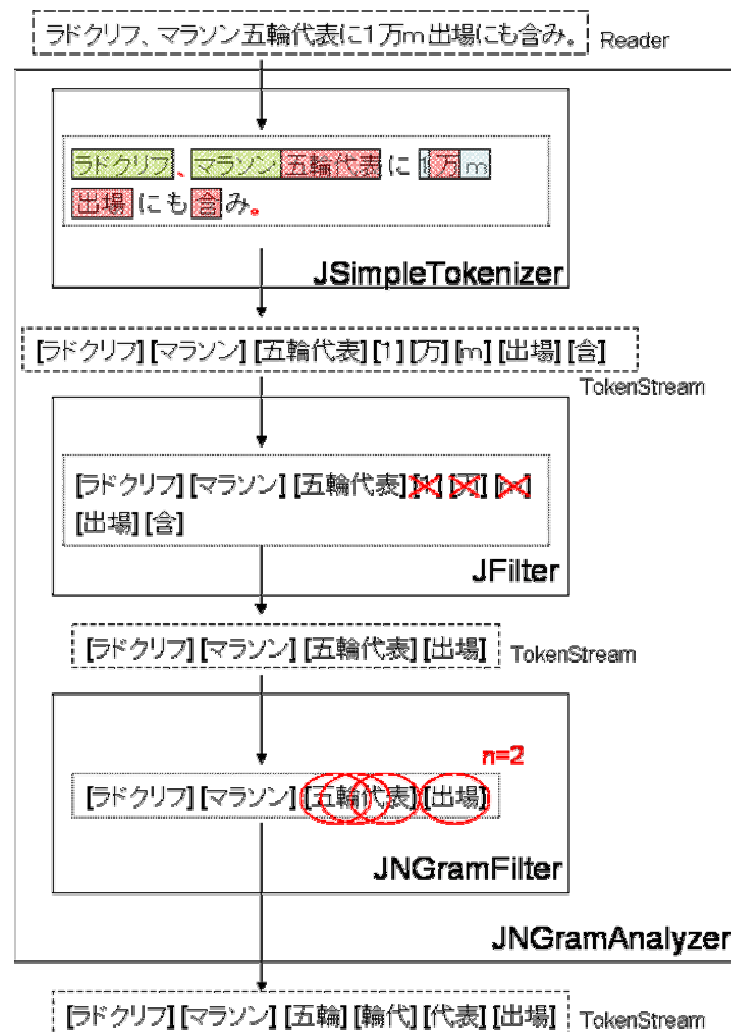 ラドクリフ、マラソン五輪代表に1万m出場にも含み。 Reader
ラドクリフ、マラソン五輪代表に1万m
出場にも含み。
JSimpleTokenizer
[ラドクリフ] [マラソン] [五輪代表] [1] [万] [m] [出場] [含]
TokenStream
[ラドクリフ] [マラソン] [五輪代表] [1] [万] [m]
[出場] [含]
JFilter
[ラドクリフ] [マラソン] [五輪代表] [出場] TokenStream
n=2
[ラドクリフ] [マラソン] [五輪代表] [出場]
JNGramFilter
JNGramAnalyzer
[ラドクリフ] [マラソン] [五輪] [輪代] [代表] [出場] TokenStream